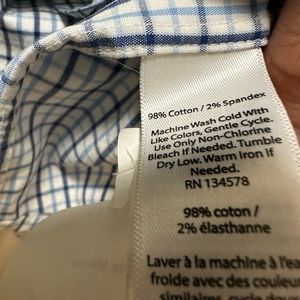 98% Cotton / 2% Spandex
Machine Wash Cold With
Like Colors, Gentle Cycle.
Use Only Non-Chlorine
Bleach If Needed. Tumble
Dry Low. Warm Iron If
Needed.
RN 134578
98% coton /
2% élasthanne
Laver à la machine à l'eau
froide avec des couleurs
similaires